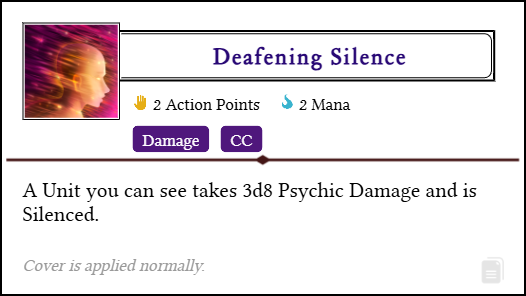 Deafening Silence
2 Action Points 2 Mana
Damage CC
A Unit you can see takes 3d8 Psychic Damage and is
Silenced.
Cover is applied normally.